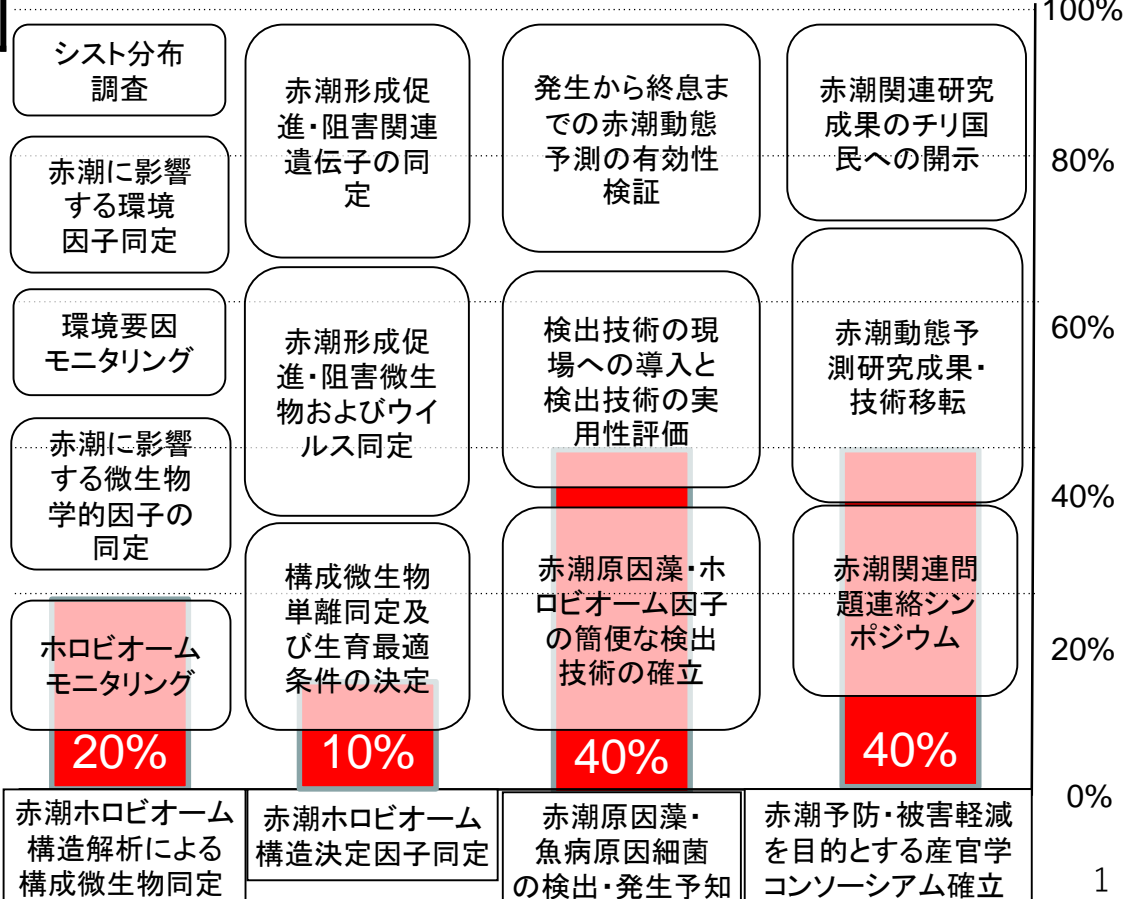 シスト分布
調査
赤潮に影響
する環境
因子同定
環境要因
モニタリング
赤潮に影響
する微生物
学的因子の
同定
ホロビオーム
モニタリング
20%
赤潮ホロビオーム
構造解析による
構成微生物同定
赤潮形成促
進・阻害関連
遺伝子の同
定
赤潮形成促
進・阻害微生
物およびウイ
ルス同定
構成微生物
単離同定及
び生育最適
条件の決定
10%
赤潮ホロビオーム
構造決定因子同定
発生から終息ま
での赤潮動態
予測の有効性
検証
検出技術の現
場への導入と
検出技術の実
用性評価
赤潮原因藻・ホ
ロビオーム因子
の簡便な検出
技術の確立
40%
赤潮原因藻・
魚病原因細菌
の検出・発生予知
赤潮関連研究
成果のチリ国
民への開示
赤潮動態予
測研究成果・
技術移転
赤潮関連問
題連絡シン
ポジウム
40%
赤潮予防・被害軽減
を目的とする産官学
コンソーシアム確立
100%
80%
60%
40%
20%
0%
1